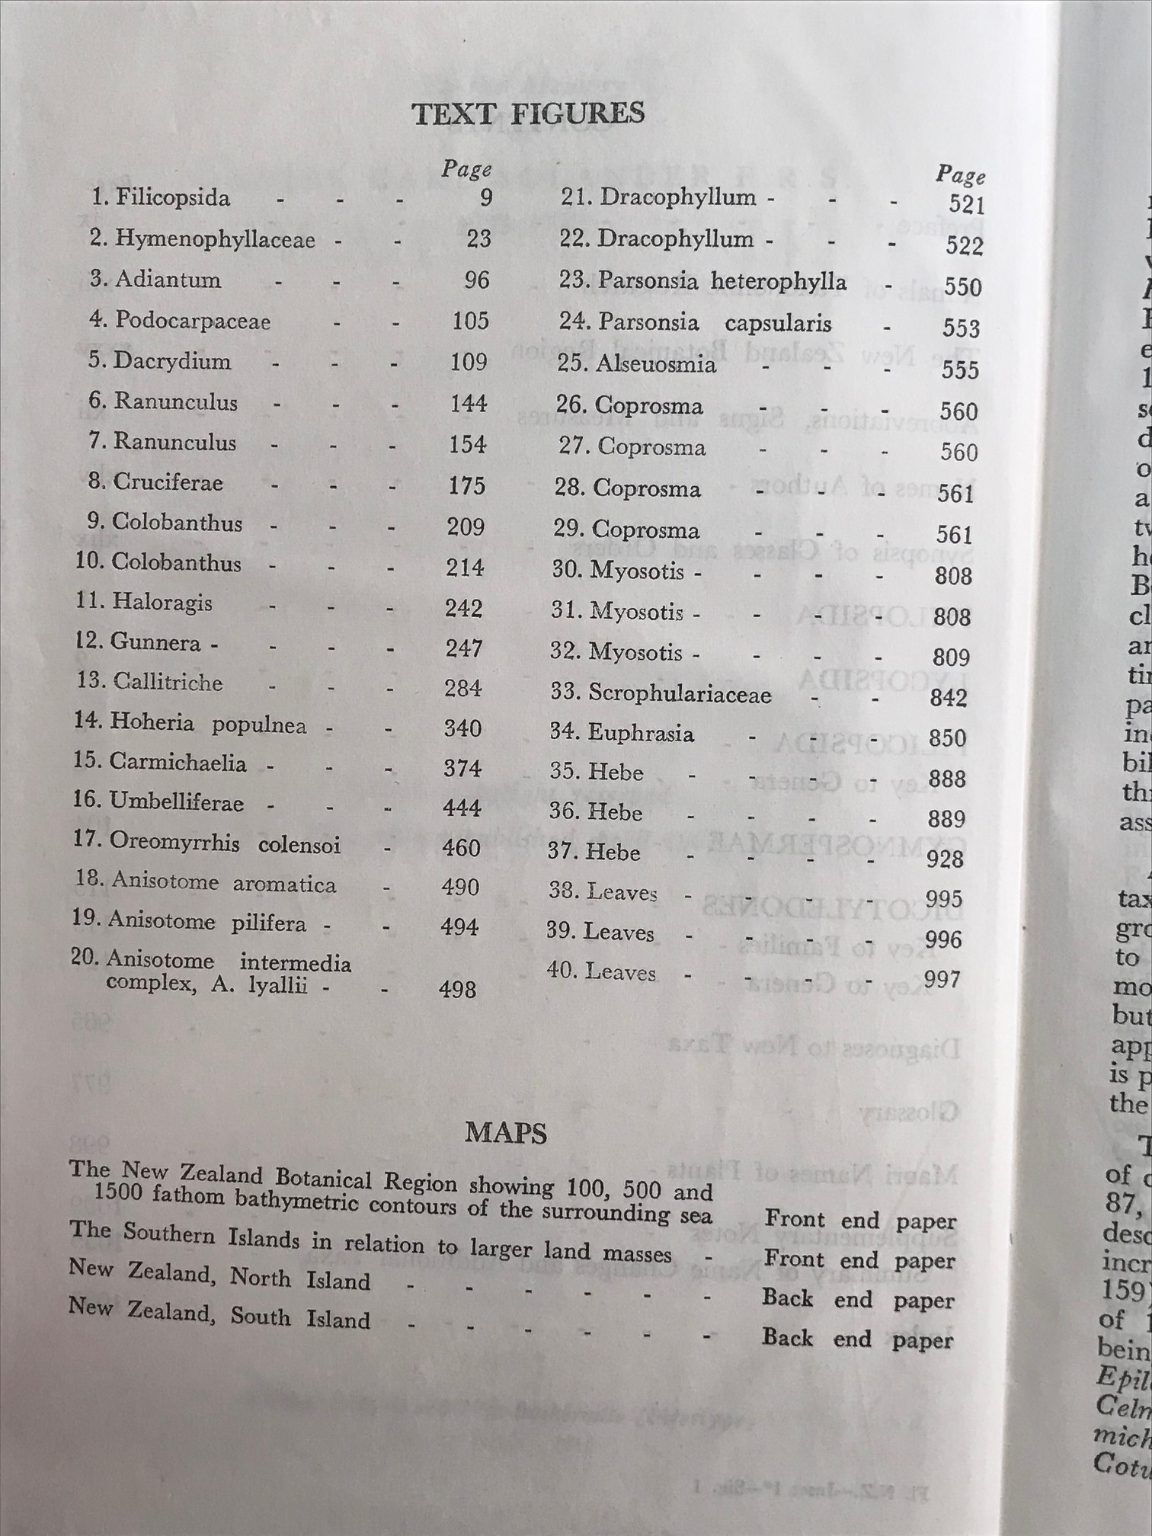 TEXT FIGURES
Page
1. Filicopsida - - - 9
2. Hymenophyllaceae - - 23
3. Adiantum - - - 96
4. Podocarpaceae - - 105
5. Dacrydium - - - 109
6. Ranunculus - - - 144
7. Ranunculus - - - 154
8. Cruciferae - - - 175
9. Colobanthus - - - 209
10. Colobanthus - - - 214
11. Haloragis - - - 242
12. Gunnera - - - - 247
13. Callitriche - - - 284
14. Hoheria populnea - - 340
15. Carmichaelia - - - 374
16. Umbelliferae - - - 444
17. Oreomyrrhis colensoi - 460
18. Anisotome aromatica - 490
19. Anisotome pilifera - - 494
20. Anisotome intermedia
complex, A. lyallii - - 498
Page
21. Dracophyllum - - - 521
22. Dracophyllum - - - 522
23. Parsonsia heterophylla - 550
24. Parsonsia capsularis - 553
25. Alseuosmia - - - 555
26. Coprosma - - - 560
27. Coprosma - - - 560
28. Coprosma - - - 561
29. Coprosma - - - 561
30. Myosotis - - - - 808
31. Myosotis - - - - 808
32. Myosotis - - - - 809
33. Scrophulariaceae - - 842
34. Euphrasia - - - 850
35. Hebe - - - - 888
36. Hebe - - - - 889
37. Hebe - - - - 928
38. Leaves - - - - 995
39. Leaves - - - - 996
40. Leaves - - - - 997
MAPS
The New Zealand Botanical Region showing 100, 500 and
1500 fathom bathymetric contours of the surrounding sea Front end paper
The Southern Islands in relation to larger land masses - Front end paper
New Zealand, North Island - - - - - - Back end paper
New Zealand, South Island - - - - - - Back end paper